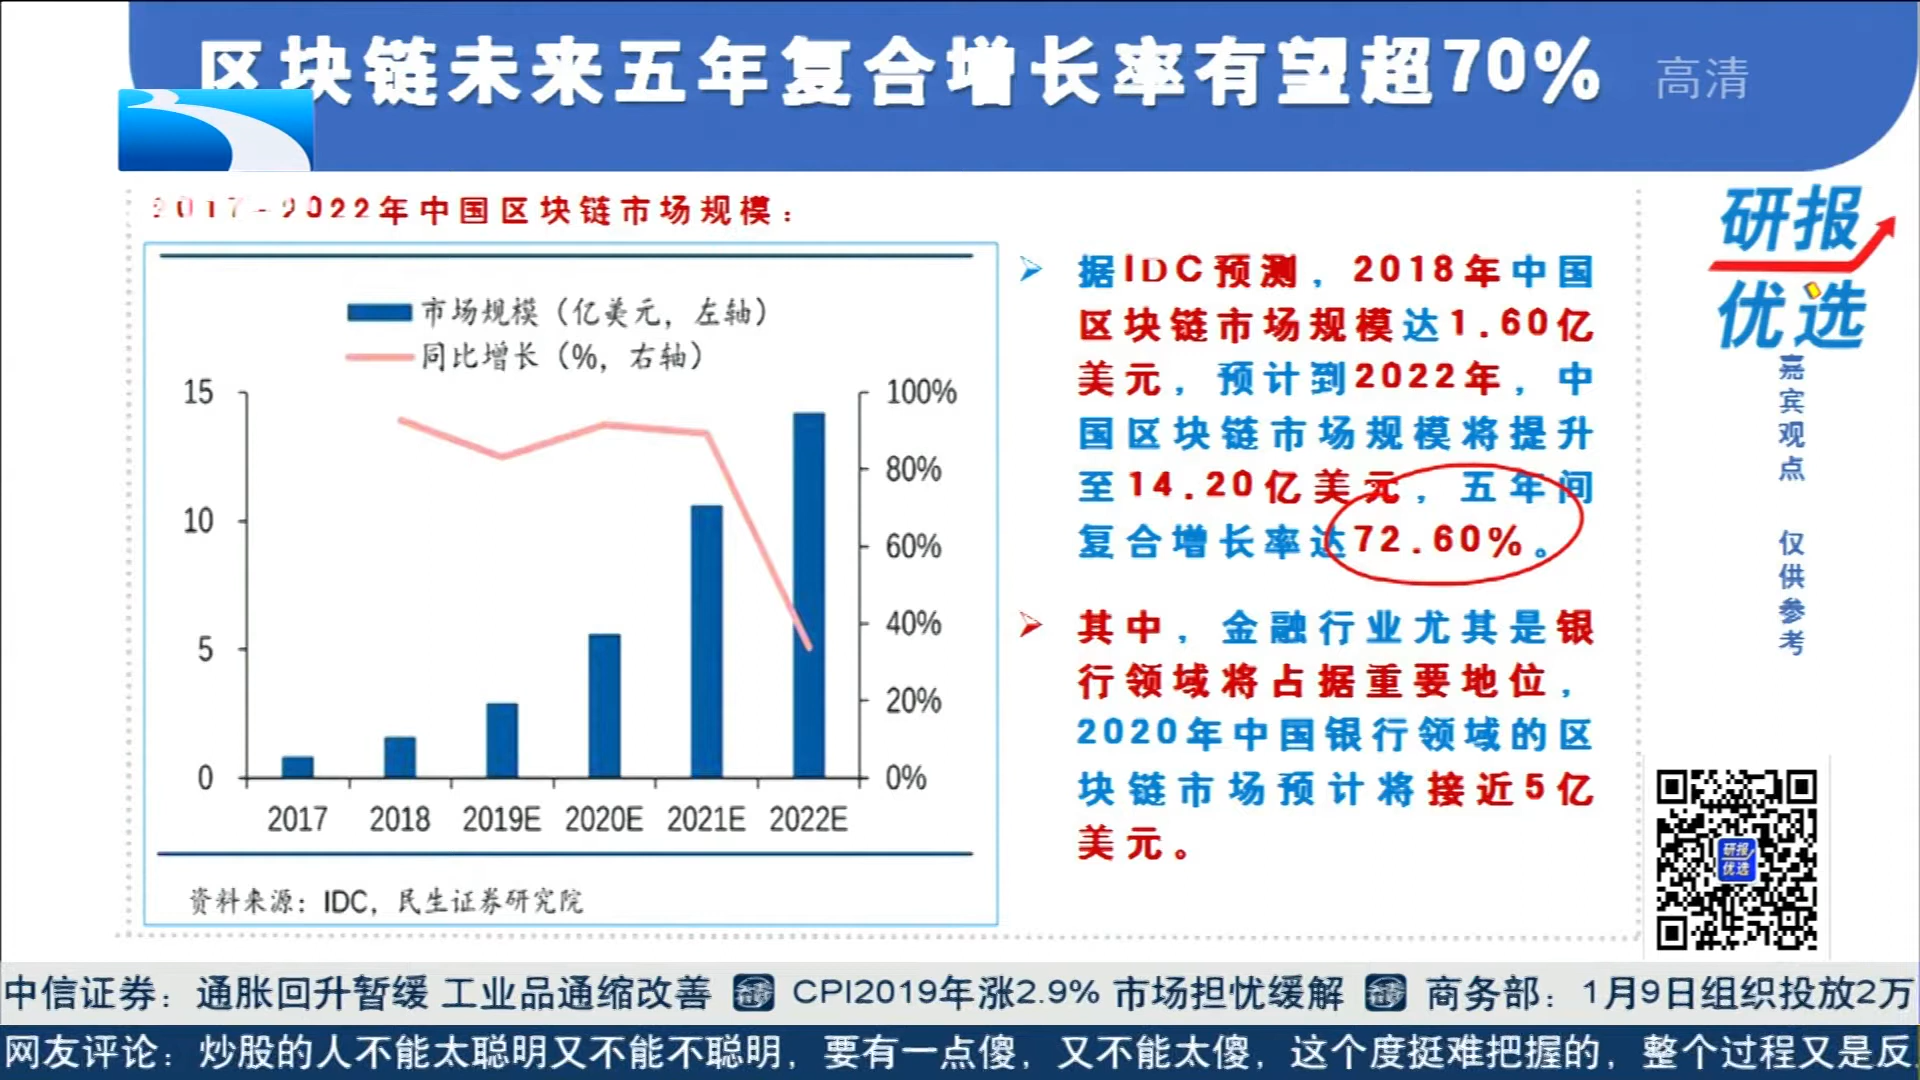 区块链未来五年复合增长率有望超70%
高清
2017-2022年中国区块链市场规模：
市场规模（亿美元，左轴）
同比增长（%，右轴）
15
10
5
0
100%
80%
60%
40%
20%
0%
2017 2018 2019E 2020E 2021E 2022E
资料来源：IDC，民生证券研究院
据IDC预测，2018年中国
区块链市场规模达1.60亿
美元，预计到2022年，中
国区块链市场规模将提升
至14.20亿美元，五年间
复合增长率达72.60%。
其中，金融行业尤其是银
行领域将占据重要地位，
2020年中国银行领域的区
块链市场预计将接近5亿
美元。
研报
优选
嘉宾观点 仅供参考
研报
优选
中信证券：通胀回升暂缓 工业品通缩改善 CPI2019年涨2.9% 市场担忧缓解 商务部：1月9日组织投放2万
网友评论：炒股的人不能太聪明又不能不聪明，要有一点傻，又不能太傻，这个度挺难把握的，整个过程又是反